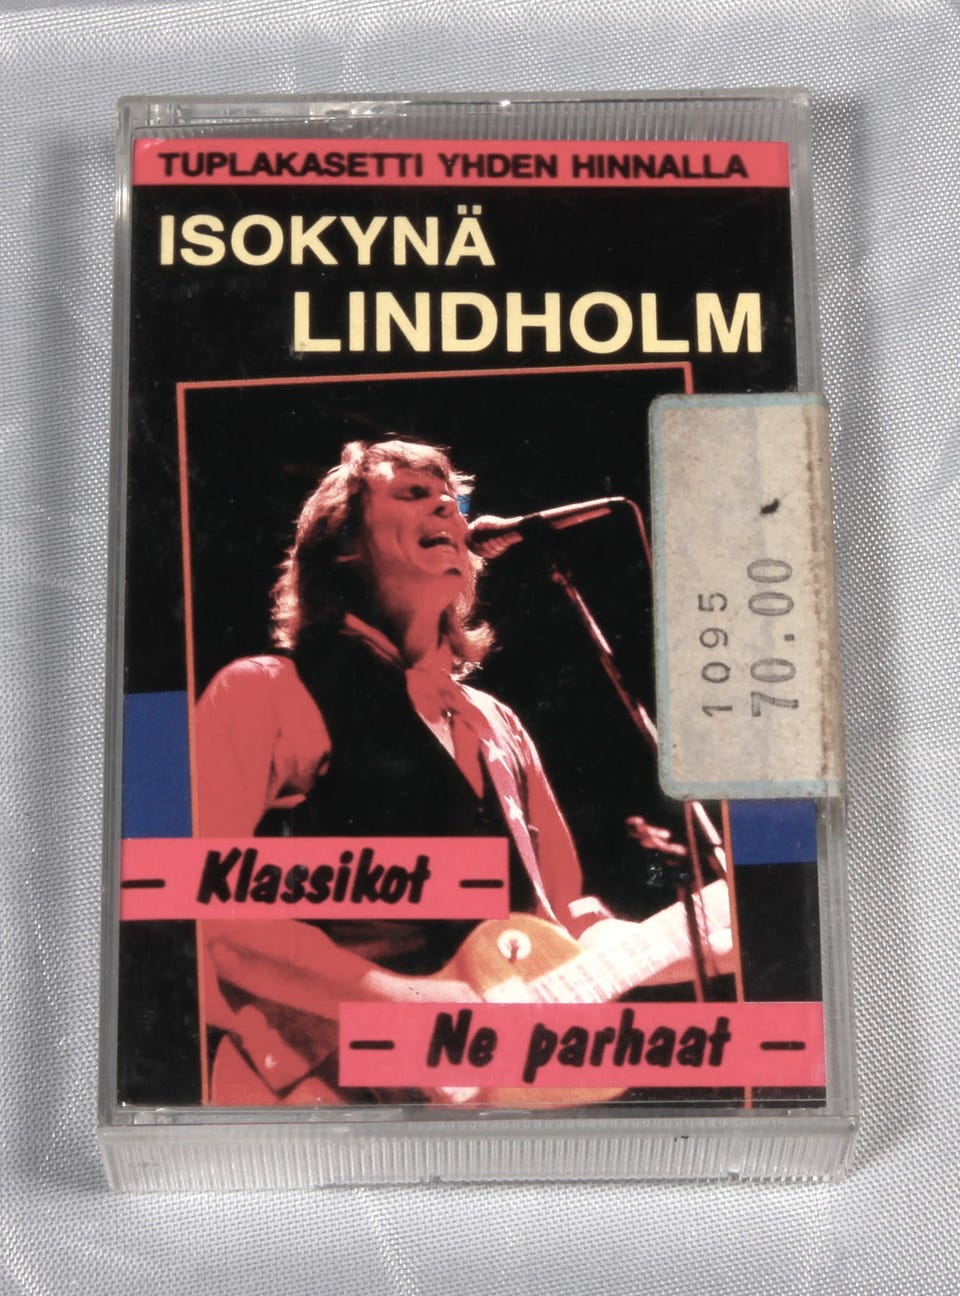 TUPLAKASETTI YHDEN HINNALLA
ISOKYNÄ
LINDHOLM
1095
70.00
— Klassikot —
— Ne parhaat —